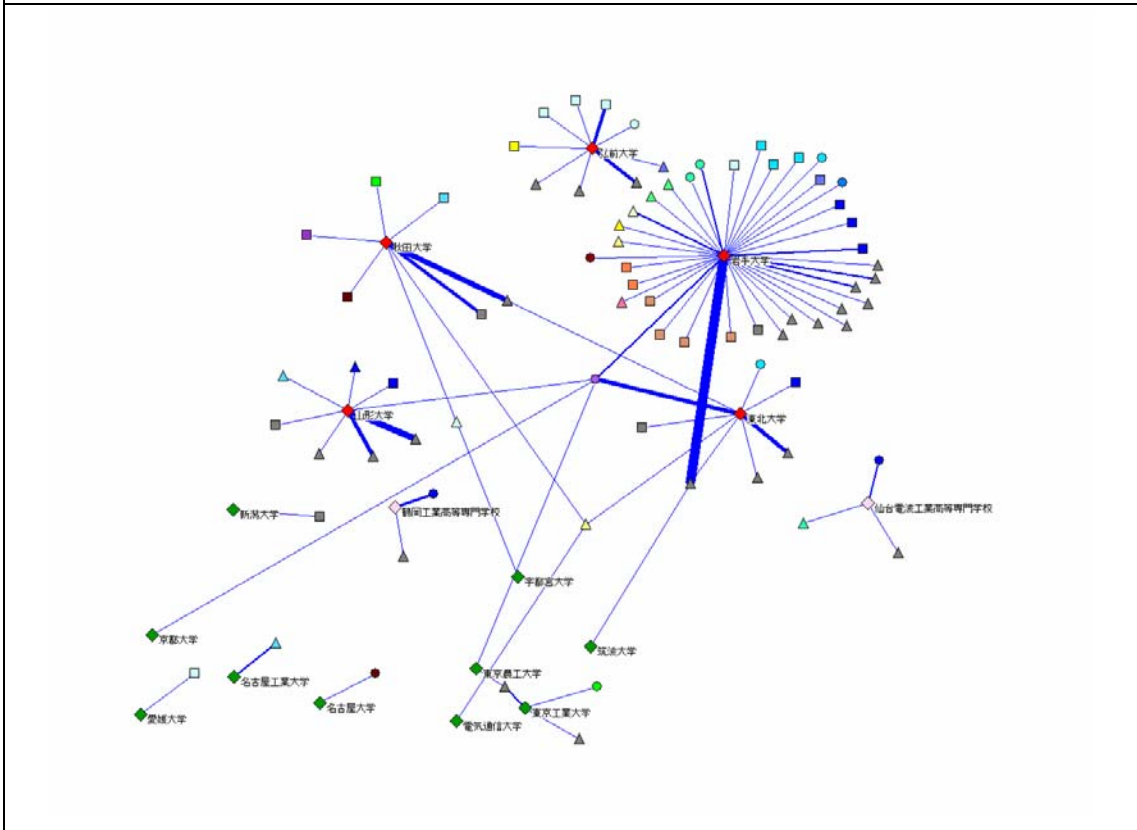 弘前大学
秋田大学
岩手大学
山形大学
東北大学
新潟大学
鶴岡工業高等専門学校
仙台電波工業高等専門学校
宇都宮大学
京都大学
筑波大学
名古屋工業大学
東京農工大学
名古屋大学
東京工業大学
愛媛大学
電気通信大学